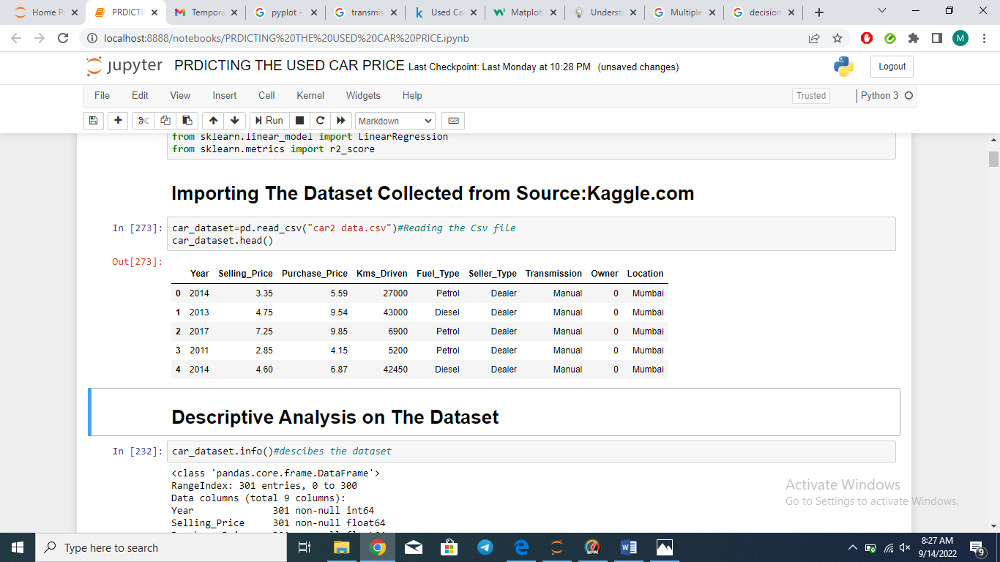 Home P
PRDICTI
Tempora
pyplot -
transmis
Used Ca
Matplotl
Underst
Multiple
decision
localhost:8888/notebooks/PRDICTING%20THE%20USED%20CAR%20PRICE.ipynb
M
jupyter PRDICTING THE USED CAR PRICE Last Checkpoint: Last Monday at 10:28 PM (unsaved changes)
Logout
File Edit View Insert Cell Kernel Widgets Help
Trusted
Python 3
Run
Markdown
from sklearn.linear_model import LinearRegression
from sklearn.metrics import r2_score
Importing The Dataset Collected from Source:Kaggle.com
In [273]: car_dataset=pd.read_csv("car2 data.csv")#Reading the Csv file
car_dataset.head()
Out[273]:
Year Selling_Price Purchase_Price Kms_Driven Fuel_Type Seller_Type Transmission Owner Location
0 2014 3.35 5.59 27000 Petrol Dealer Manual 0 Mumbai
1 2013 4.75 9.54 43000 Diesel Dealer Manual 0 Mumbai
2 2017 7.25 9.85 6900 Petrol Dealer Manual 0 Mumbai
3 2011 2.85 4.15 5200 Petrol Dealer Manual 0 Mumbai
4 2014 4.60 6.87 42450 Diesel Dealer Manual 0 Mumbai
Descriptive Analysis on The Dataset
In [232]: car_dataset.info()#descibes the dataset
<class 'pandas.core.frame.DataFrame'>
RangeIndex: 301 entries, 0 to 300
Data columns (total 9 columns):
Year 301 non-null int64
Selling_Price 301 non-null float64
Activate Windows
Go to Settings to activate Windows.
Type here to search
8:27 AM
9/14/2022
9